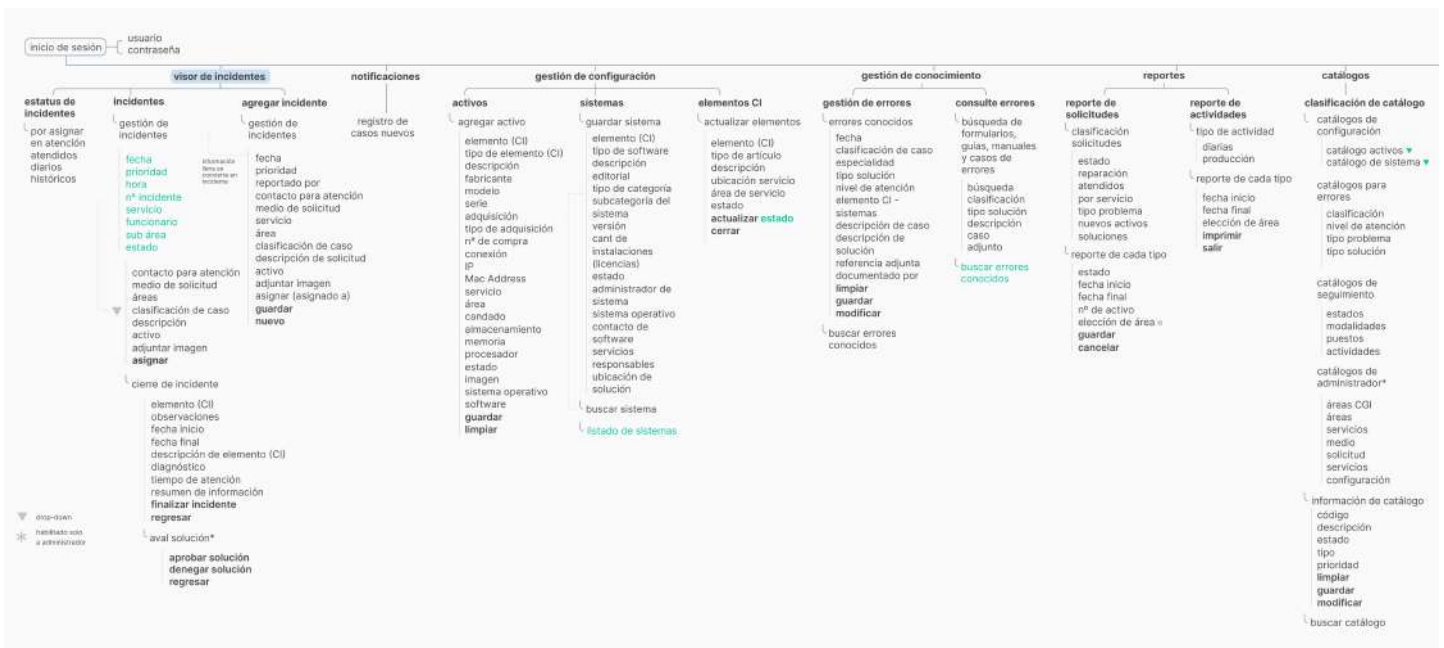 inicio de sesión
usuario
contraseña
visor de incidentes
estatus de
incidentes
por asignar
en atención
atendidos
diarios
históricos
incidentes
gestión de
incidentes
fecha
prioridad
hora
nº incidente
servicio
funcionario
sub área
estado
contacto para atención
medio de solicitud
áreas
clasificación de caso
descripción
activo
adjuntar imagen
asignar
cierre de incidente
elemento (CI)
observaciones
fecha inicio
fecha final
descripción de elemento (CI)
diagnóstico
tiempo de atención
resumen de información
finalizar incidente
regresar
aval solución*
aprobar solución
denegar solución
regresar
agregar incidente
gestión de
incidentes
fecha
prioridad
reportado por
contacto para atención
medio de solicitud
servicio
área
clasificación de caso
descripción de solicitud
activo
adjuntar imagen
asignar (asignado a)
guardar
nuevo
notificaciones
registro de
casos nuevos
gestión de configuración
activos
agregar activo
elemento (CI)
tipo de elemento (CI)
descripción
fabricante
modelo
serie
adquisición
tipo de adquisición
nº de compra
conexión
IP
Mac Address
servicio
área
candado
almacenamiento
memoria
procesador
estado
imagen
sistema operativo
software
guardar
limpiar
sistemas
guardar sistema
elemento (CI)
tipo de software
descripción
editorial
tipo de categoría
subcategoría del
sistema
versión
cant de
instalaciones
(licencias)
estado
administrador de
sistema
sistema operativo
contacto de
software
servicios
responsables
ubicación de
solución
buscar sistema
listado de sistemas
elementos CI
actualizar elementos
elemento (CI)
tipo de artículo
descripción
ubicación servicio
área de servicio
estado
actualizar estado
cerrar
gestión de conocimiento
gestión de errores
errores conocidos
fecha
clasificación de caso
especialidad
tipo solución
nivel de atención
elemento CI -
sistemas
descripción de caso
descripción de
solución
referencia adjunta
documentado por
limpiar
guardar
modificar
buscar errores
conocidos
consulte errores
búsqueda de
formularios,
guías, manuales
y casos de
errores
búsqueda
clasificación
tipo solución
descripción
caso
adjunto
buscar errores
conocidos
reportes
reporte de
solicitudes
clasificación
solicitudes
estado
reparación
atendidos
por servicio
tipo problema
nuevos activos
soluciones
reporte de cada tipo
estado
fecha inicio
fecha final
nº de activo
elección de área
guardar
cancelar
reporte de
actividades
tipo de actividad
diarias
producción
reporte de cada tipo
fecha inicio
fecha final
elección de área
imprimir
salir
catálogos
clasificación de catálogo
catálogos de
configuración
catálogo activos
catálogo de sistema
catálogos para
errores
clasificación
nivel de atención
tipo problema
tipo solución
catálogos de
seguimiento
estados
modalidades
puestos
actividades
catálogos de
administrador*
áreas CGI
áreas
servicios
medio
solicitud
servicios
configuración
información de catálogo
código
descripción
estado
tipo
prioridad
limpiar
guardar
modificar
buscar catálogo
drop-down
habilitado solo
a administrador